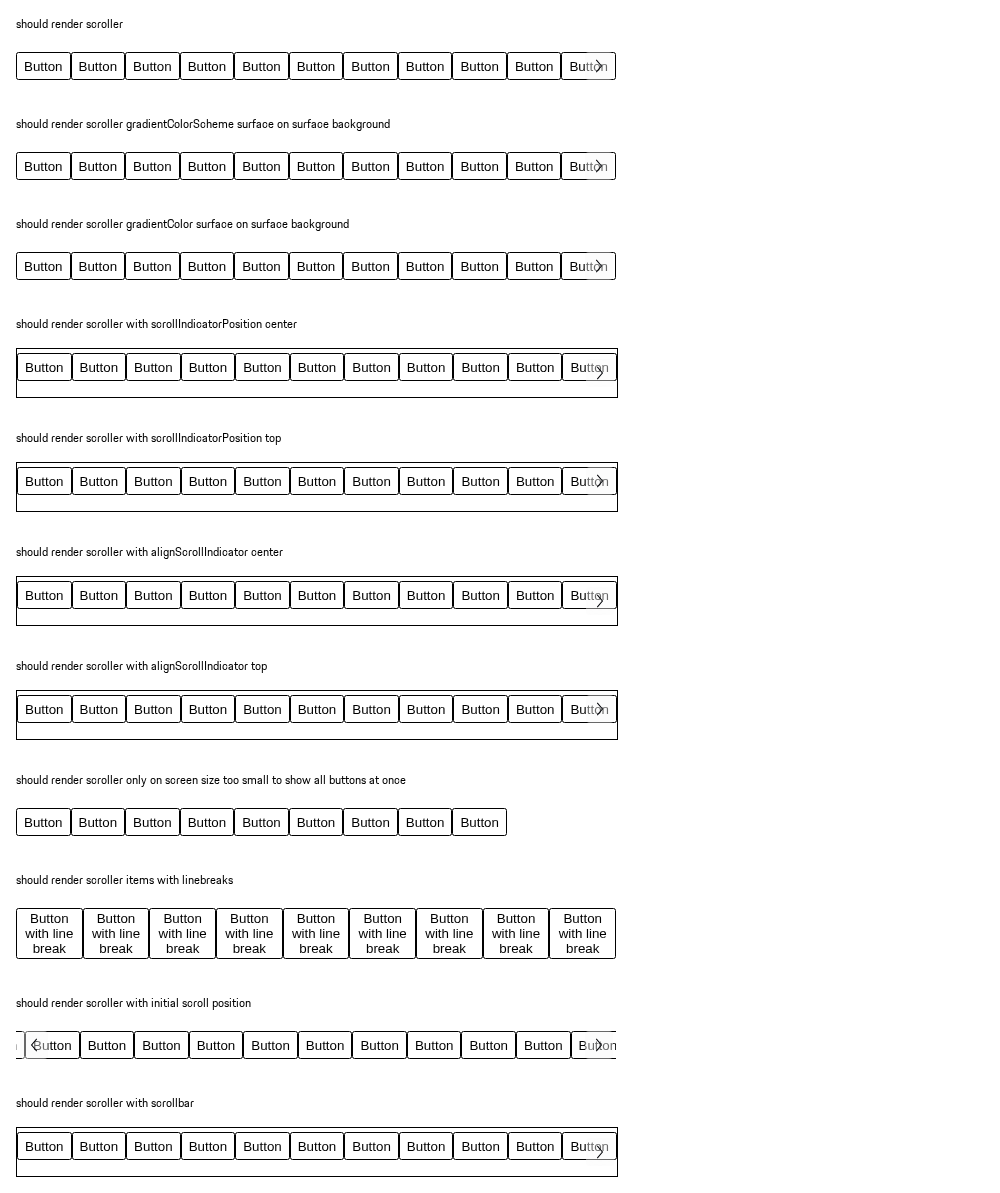 should render scroller
Button Button Button Button Button Button Button Button Button Button Button
should render scroller gradientColorScheme surface on surface background
Button Button Button Button Button Button Button Button Button Button Button
should render scroller gradientColor surface on surface background
Button Button Button Button Button Button Button Button Button Button Button
should render scroller with scrollIndicatorPosition center
Button Button Button Button Button Button Button Button Button Button Button
should render scroller with scrollIndicatorPosition top
Button Button Button Button Button Button Button Button Button Button Button
should render scroller with alignScrollIndicator center
Button Button Button Button Button Button Button Button Button Button Button
should render scroller with alignScrollIndicator top
Button Button Button Button Button Button Button Button Button Button Button
should render scroller only on screen size too small to show all buttons at once
Button Button Button Button Button Button Button Button Button
should render scroller items with linebreaks
Button Button Button Button Button Button Button Button Button
with line with line with line with line with line with line with line with line with line
break break break break break break break break break
should render scroller with initial scroll position
Button Button Button Button Button Button Button Button Button Button Button
should render scroller with scrollbar
Button Button Button Button Button Button Button Button Button Button Button